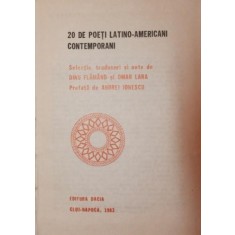 20 DE POEȚI LATINO-AMERICANI
CONTEMPORANI
Selecție, traduceri și note de
DINU FLĂMÂND și OMAR LARA
Prefață de ANDREI IONESCU
EDITURA DACIA
CLUJ-NAPOCA, 1983